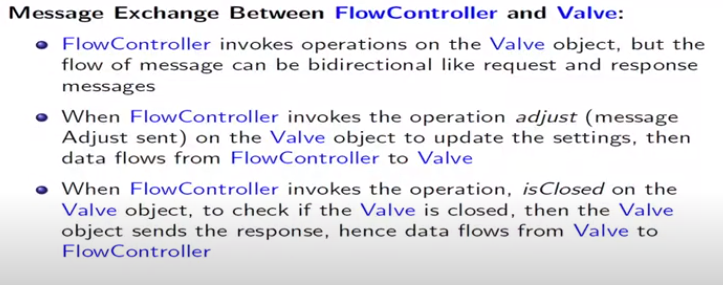 Message Exchange Between FlowController and Valve:
FlowController invokes operations on the Valve object, but the
flow of message can be bidirectional like request and response
messages
When FlowController invokes the operation adjust (message
Adjust sent) on the Valve object to update the settings, then
data flows from FlowController to Valve
When FlowController invokes the operation, isClosed on the
Valve object, to check if the Valve is closed, then the Valve
object sends the response, hence data flows from Valve to
FlowController